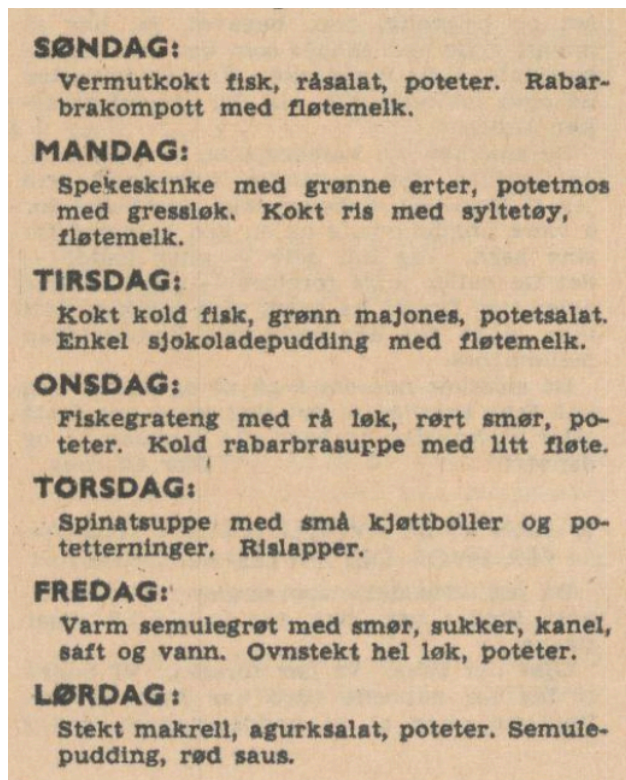 SØNDAG:
Vermutkokt fisk, råsalat, poteter. Rabar-
brakompott med fløtemelk.
MANDAG:
Spekeskinke med grønne erter, potetmos
med gressløk. Kokt ris med syltetøy,
fløtemelk.
TIRSDAG:
Kokt kold fisk, grønn majones, potetsalat.
Enkel sjokoladepudding med fløtemelk.
ONSDAG:
Fiskegrateng med rå løk, rørt smør, po-
teter. Kold rabarbrasuppe med litt fløte.
TORSDAG:
Spinatsuppe med små kjøttboller og po-
tetterninger. Rislapper.
FREDAG:
Varm semulegrøt med smør, sukker, kanel,
saft og vann. Ovnstekt hel løk, poteter.
LØRDAG:
Stekt makrell, agurksalat, poteter. Semule-
pudding, rød saus.